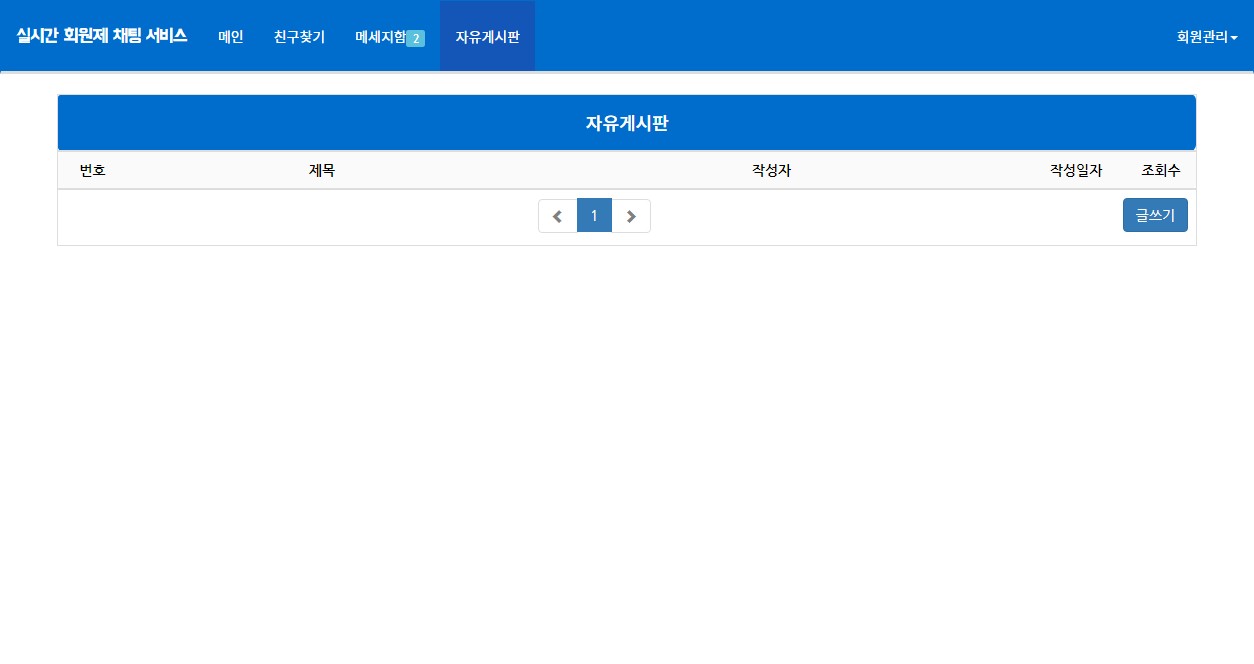 실시간 회원제 채팅 서비스 메인 친구찾기 메세지함 2 자유게시판 회원관리
자유게시판
번호 제목 작성자 작성일자 조회수
1 글쓰기